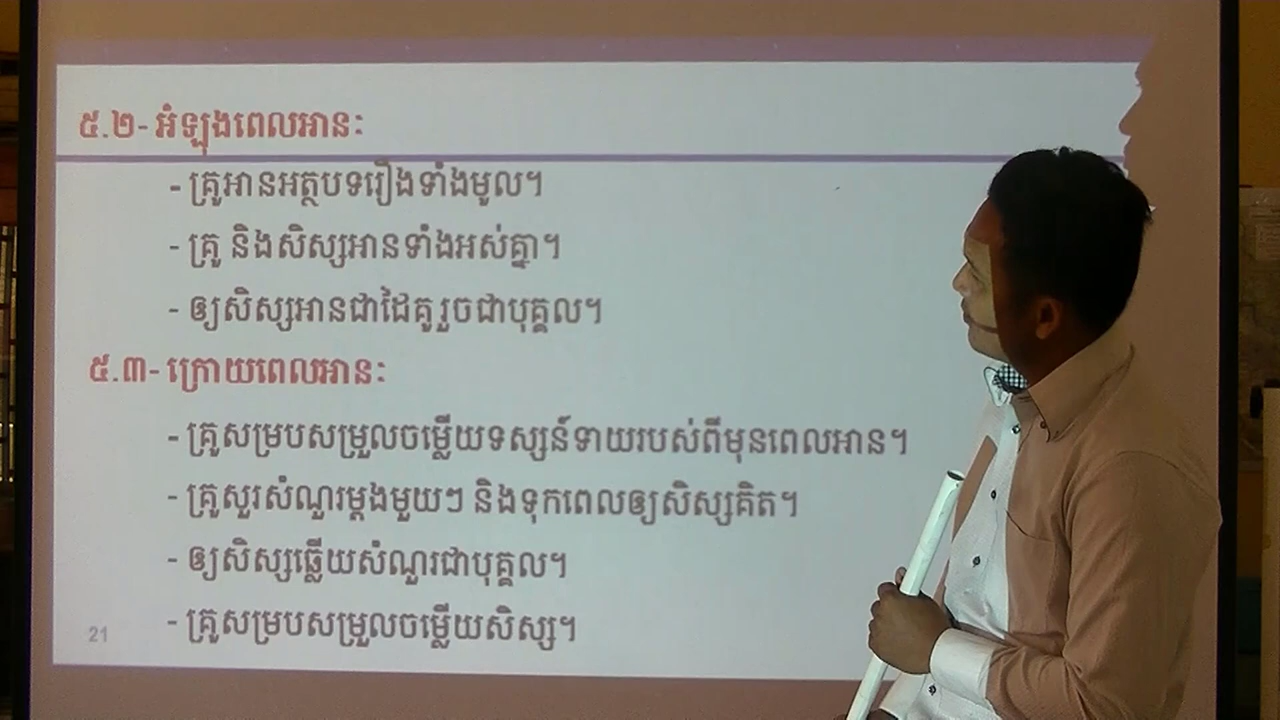 ៥.២- អំឡុងពេលអាន៖
- គ្រូអានអត្ថបទរឿងទាំងមូល។
- គ្រូ និងសិស្សអានទាំងអស់គ្នា។
- ឲ្យសិស្សអានជាដៃគូ រួចជាបុគ្គល។
៥.៣- ក្រោយពេលអាន៖
- គ្រូសម្របសម្រួលចម្លើយទស្សន៍ទាយរបស់ពីមុនពេលអាន។
- គ្រូសួរសំណួរម្តងមួយៗ និងទុកពេលឲ្យសិស្សគិត។
- ឲ្យសិស្សឆ្លើយសំណួរជាបុគ្គល។
- គ្រូសម្របសម្រួលចម្លើយសិស្ស។
21